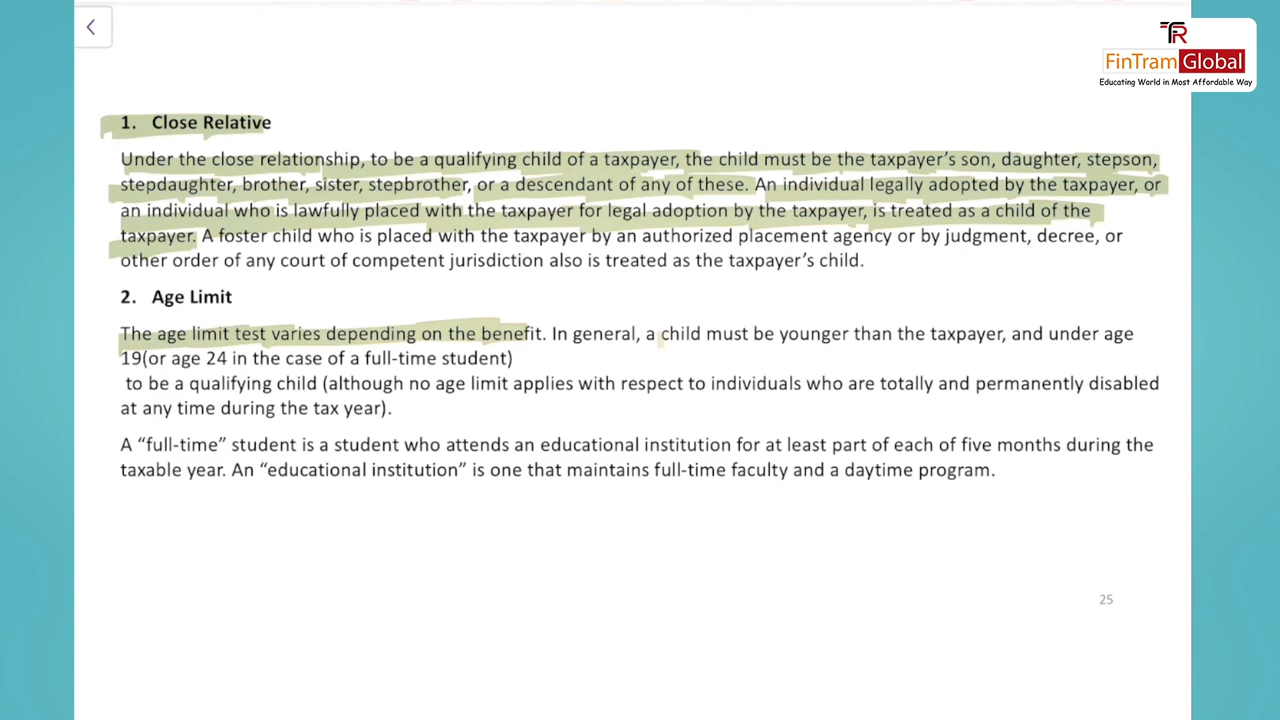 TR
FinTram Global
Educating World in Most Affordable Way
1. Close Relative
Under the close relationship, to be a qualifying child of a taxpayer, the child must be the taxpayer’s son, daughter, stepson,
stepdaughter, brother, sister, stepbrother, or a descendant of any of these. An individual legally adopted by the taxpayer, or
an individual who is lawfully placed with the taxpayer for legal adoption by the taxpayer, is treated as a child of the
taxpayer. A foster child who is placed with the taxpayer by an authorized placement agency or by judgment, decree, or
other order of any court of competent jurisdiction also is treated as the taxpayer’s child.
2. Age Limit
The age limit test varies depending on the benefit. In general, a child must be younger than the taxpayer, and under age
19(or age 24 in the case of a full-time student)
to be a qualifying child (although no age limit applies with respect to individuals who are totally and permanently disabled
at any time during the tax year).
A “full-time” student is a student who attends an educational institution for at least part of each of five months during the
taxable year. An “educational institution” is one that maintains full-time faculty and a daytime program.
25